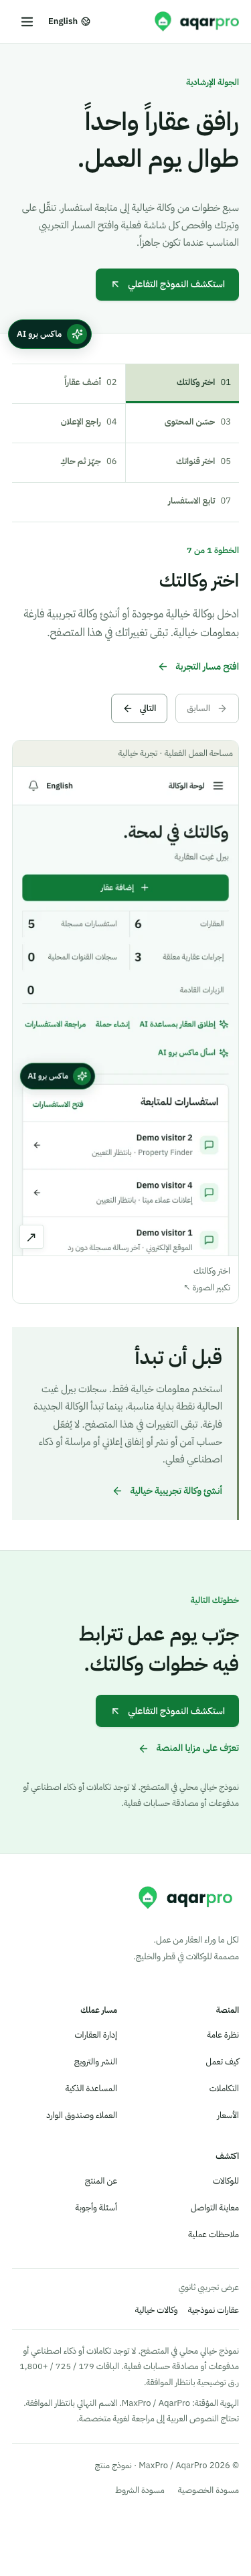 aqarpro
English
الجولة الإرشادية
رافق عقاراً واحداً
طوال يوم العمل.
سبع خطوات من وكالة خيالية إلى متابعة استفسار. تنقّل على
وتيرتك وافحص كل شاشة فعلية وافتح المسار التجريبي
المناسب عندما تكون جاهزاً.
استكشف النموذج التفاعلي
ماكس برو AI
01 اختر وكالتك
02 أضف عقاراً
03 حسّن المحتوى
04 راجع الإعلان
05 اختر قنواتك
06 جهّز ثم حاكِ
07 تابع الاستفسار
الخطوة 1 من 7
اختر وكالتك
ادخل بوكالة خيالية موجودة أو أنشئ وكالة تجريبية فارغة
بمعلومات خيالية. تبقى تغييراتك في هذا المتصفح.
افتح مسار التجربة
السابق
التالي
مساحة العمل الفعلية · تجربة خيالية
لوحة الوكالة
English
وكالتك في لمحة.
بيرل غيت العقارية
إضافة عقار
العقارات 6
استفسارات مسجلة 5
إجراءات عقارية معلقة 3
سجلات القنوات المحلية 0
الزيارات القادمة 0
إطلاق العقار بمساعدة AI
إنشاء حملة
مراجعة الاستفسارات
اسأل ماكس برو AI
ماكس برو AI
استفسارات للمتابعة
فتح الاستفسارات
Demo visitor 2
Property Finder · بانتظار التعيين
Demo visitor 4
إعلانات عملاء ميتا · بانتظار التعيين
Demo visitor 1
الموقع الإلكتروني · آخر رسالة مسجلة دون رد
اختر وكالتك
تكبير الصورة ↗
قبل أن تبدأ
استخدم معلومات خيالية فقط. سجلات بيرل غيت
الحالية نقطة بداية مناسبة، بينما تبدأ الوكالة الجديدة
فارغة. تبقى التغييرات في هذا المتصفح. لا يُفعّل
حساب آمن أو نشر أو إنفاق إعلاني أو مراسلة أو ذكاء
اصطناعي فعلي.
أنشئ وكالة تجريبية خيالية
خطوتك التالية
جرّب يوم عمل تترابط
فيه خطوات وكالتك.
استكشف النموذج التفاعلي
تعرّف على مزايا المنصة
نموذج خيالي محلي في المتصفح. لا توجد تكاملات أو ذكاء اصطناعي أو
مدفوعات أو مصادقة حسابات فعلية.
aqarpro
لكل ما وراء العقار من عمل.
مصممة للوكالات في قطر والخليج.
المنصة
نظرة عامة
كيف تعمل
التكاملات
الأسعار
مسار عملك
إدارة العقارات
النشر والترويج
المساعدة الذكية
العملاء وصندوق الوارد
اكتشف
للوكالات
معاينة التواصل
ملاحظات عملية
عن المنتج
أسئلة وأجوبة
عرض تجريبي ثانوي
عقارات نموذجية
وكالات خيالية
نموذج خيالي محلي في المتصفح. لا توجد تكاملات أو ذكاء اصطناعي أو
مدفوعات أو مصادقة حسابات فعلية. الباقات 179 / 725 / +1,800
ر.ق توضيحية بانتظار الموافقة.
الهوية المؤقتة: MaxPro / AqarPro. الاسم النهائي بانتظار الموافقة.
تحتاج النصوص العربية إلى مراجعة لغوية متخصصة.
© 2026 MaxPro / AqarPro · نموذج منتج
مسودة الخصوصية
مسودة الشروط